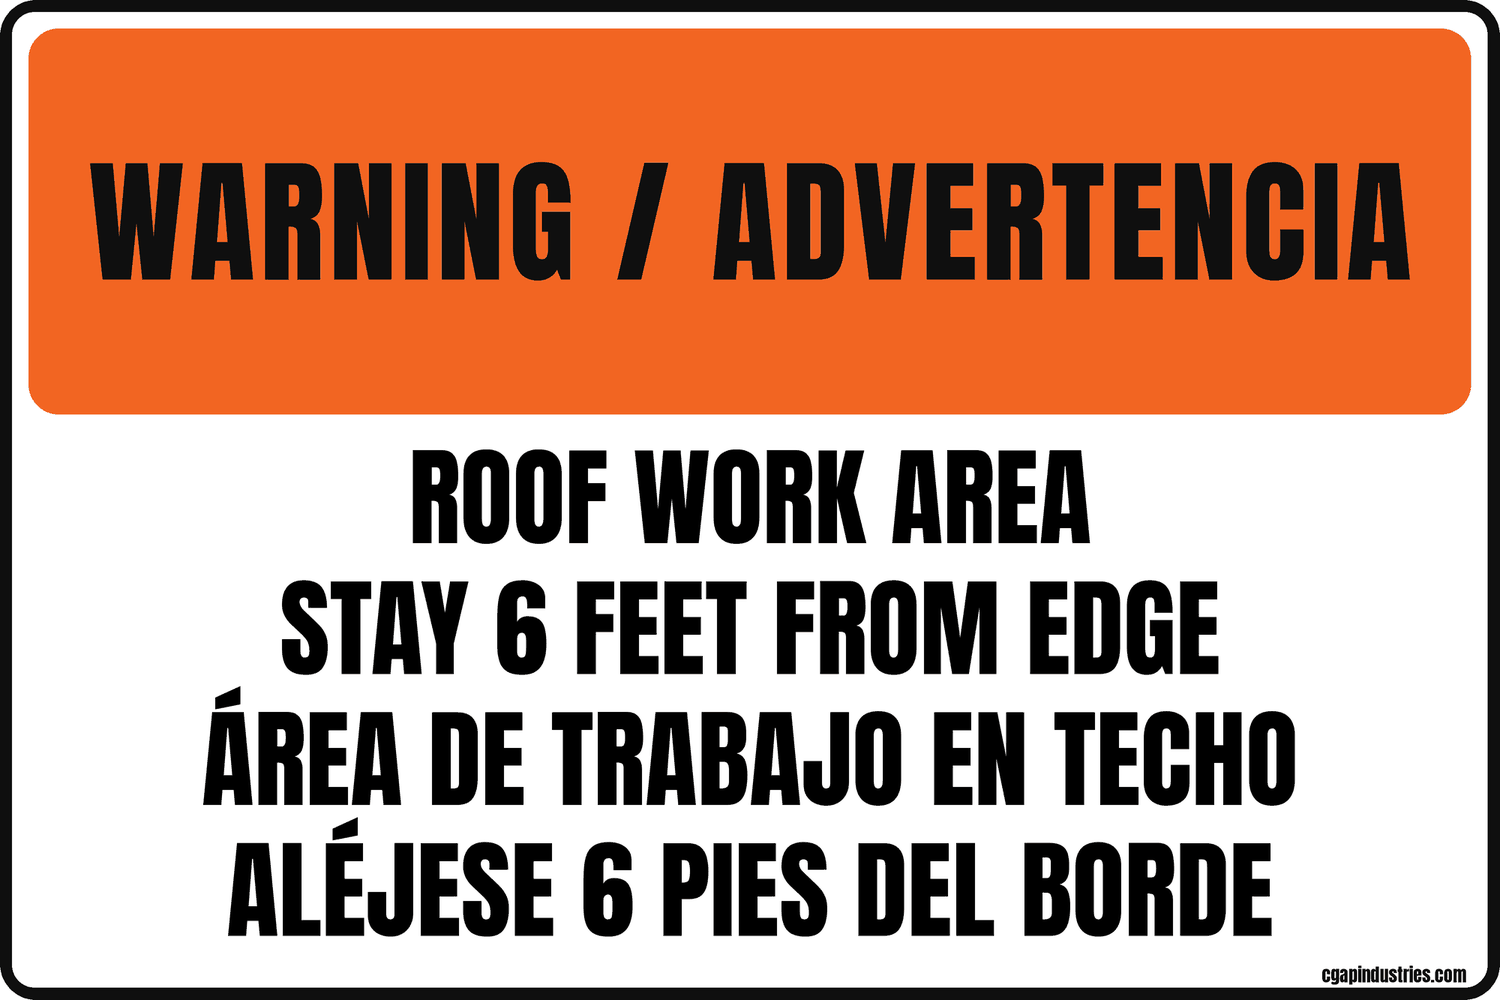 WARNING / ADVERTENCIA
ROOF WORK AREA
STAY 6 FEET FROM EDGE
ÁREA DE TRABAJO EN TECHO
ALÉJESE 6 PIES DEL BORDE
cgapindustries.com